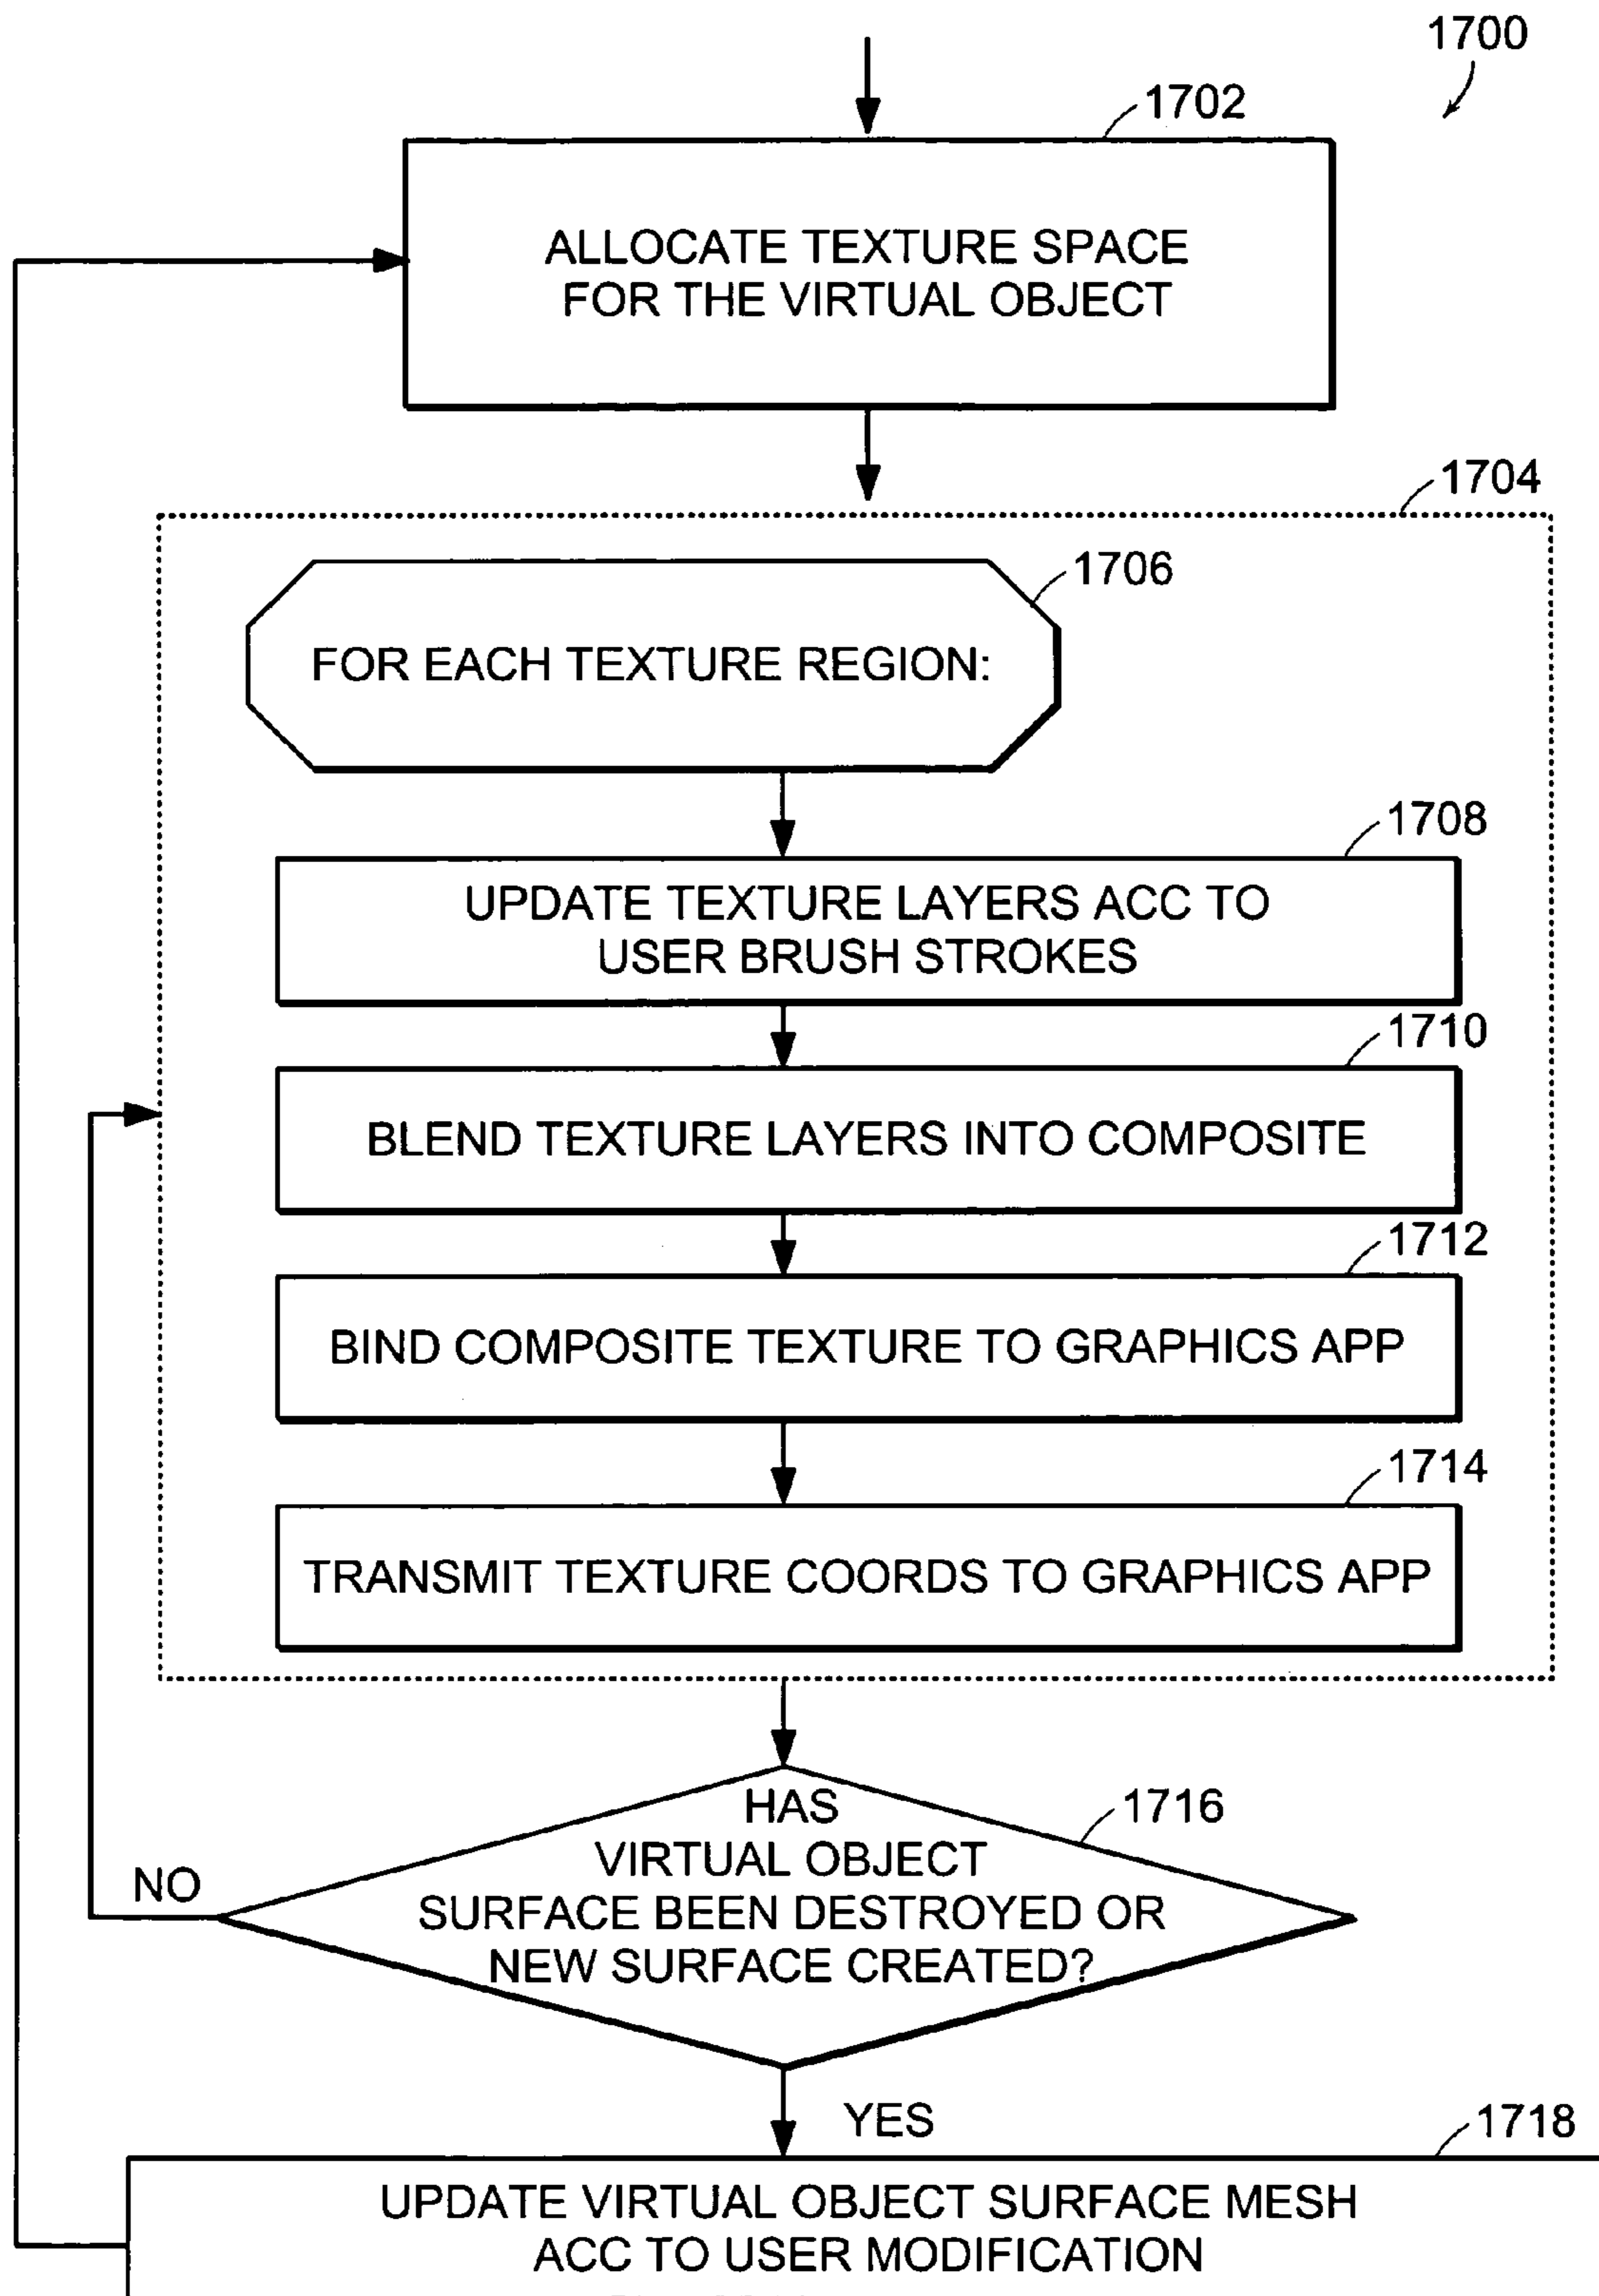 1700
1702
ALLOCATE TEXTURE SPACE
FOR THE VIRTUAL OBJECT
1704
1706
FOR EACH TEXTURE REGION:
1708
UPDATE TEXTURE LAYERS ACC TO
USER BRUSH STROKES
1710
BLEND TEXTURE LAYERS INTO COMPOSITE
1712
BIND COMPOSITE TEXTURE TO GRAPHICS APP
1714
TRANSMIT TEXTURE COORDS TO GRAPHICS APP
1716
HAS
VIRTUAL OBJECT
SURFACE BEEN DESTROYED OR
NEW SURFACE CREATED?
NO
YES
1718
UPDATE VIRTUAL OBJECT SURFACE MESH
ACC TO USER MODIFICATION